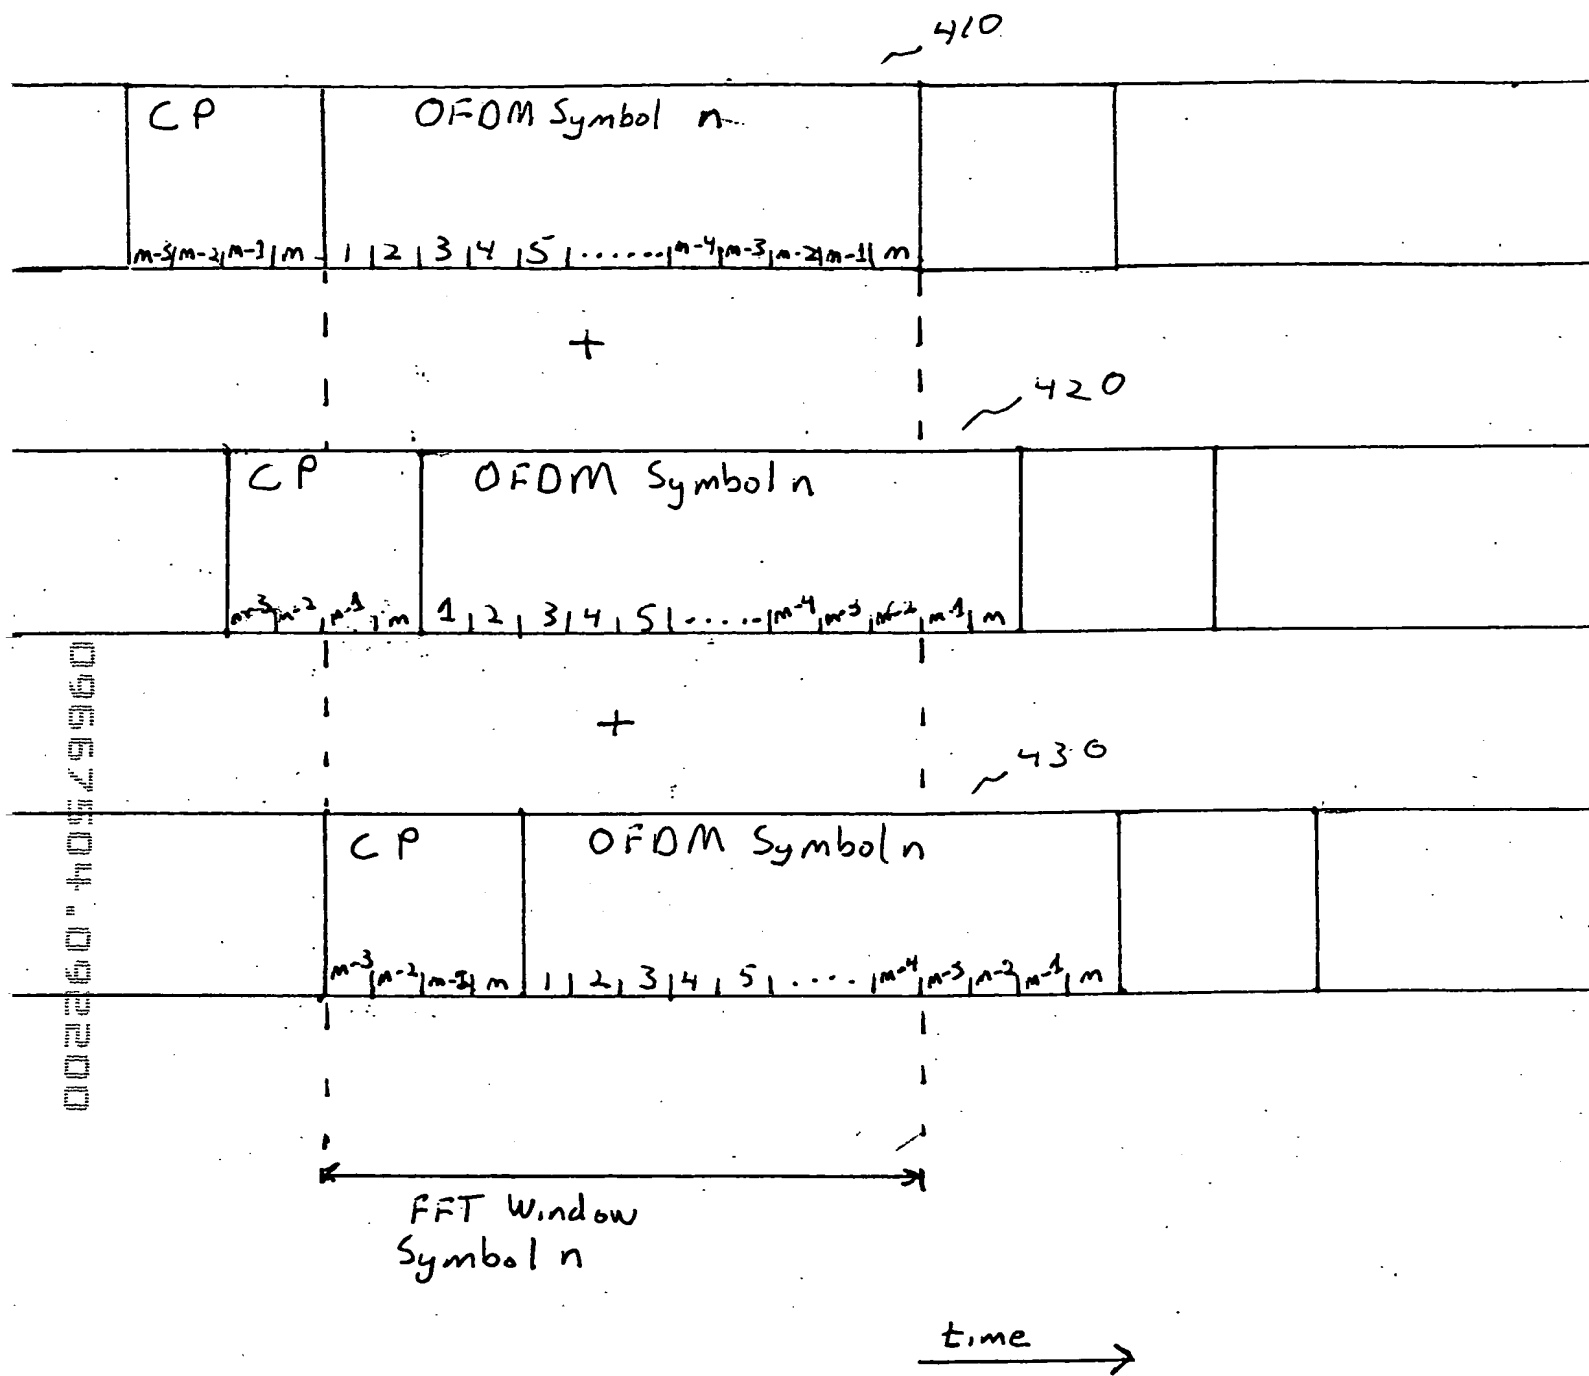 410
CP OFDM Symbol n
m-3 m-2 m-1 m 1 2 3 4 5 ...... m-4 m-3 m-2 m-1 m
+
420
CP OFDM Symbol n
m-3 m-2 m-1 m 1 2 3 4 5 ..... m-4 m-3 m-2 m-1 m
+
430
CP OFDM Symbol n
m-3 m-2 m-1 m 1 2 3 4 5 .... m-4 m-3 m-2 m-1 m
09667504.092200
FFT Window
Symbol n
time